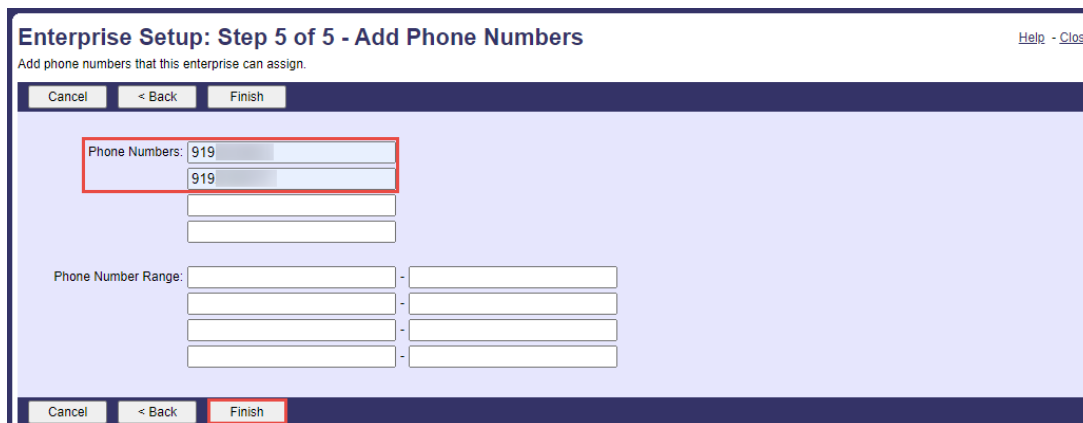 Enterprise Setup: Step 5 of 5 - Add Phone Numbers
Help - Clos
Add phone numbers that this enterprise can assign.
Cancel < Back Finish
Phone Numbers: 919
919
Phone Number Range: -
-
-
-
Cancel < Back Finish